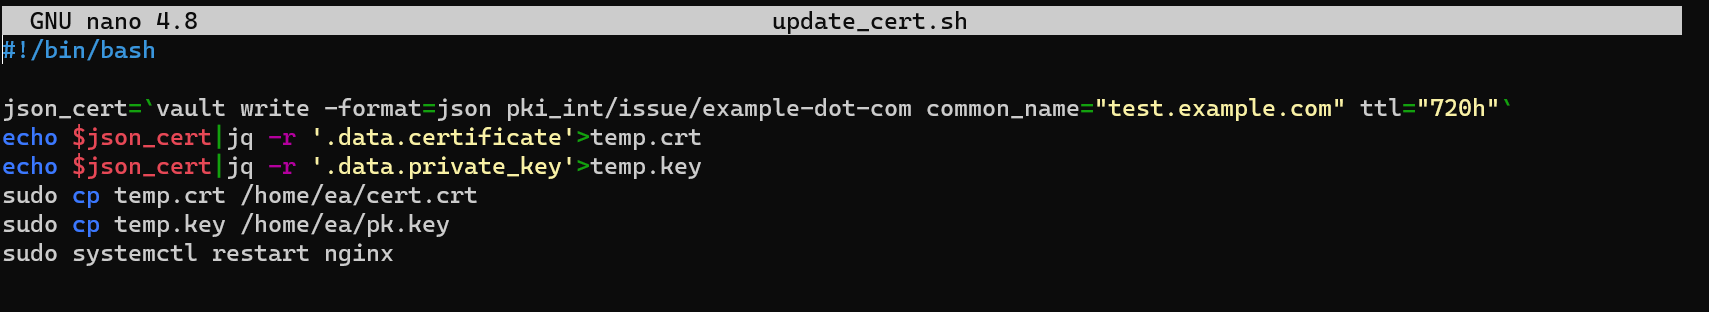 GNU nano 4.8 update_cert.sh
#!/bin/bash
json_cert=`vault write -format=json pki_int/issue/example-dot-com common_name="test.example.com" ttl="720h"`
echo $json_cert|jq -r '.data.certificate'>temp.crt
echo $json_cert|jq -r '.data.private_key'>temp.key
sudo cp temp.crt /home/ea/cert.crt
sudo cp temp.key /home/ea/pk.key
sudo systemctl restart nginx